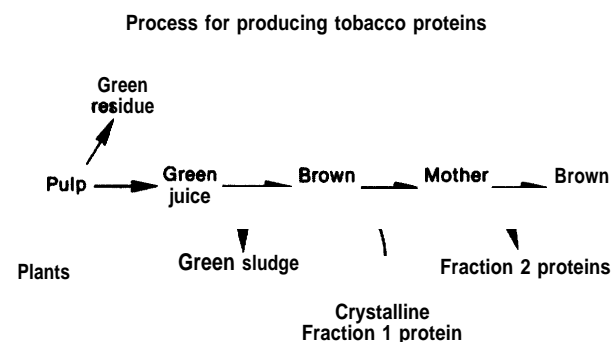 Process for producing tobacco proteins
Green
residue
Pulp
Green
juice
Brown
Mother
Brown
Plants
Green sludge
Fraction 2 proteins
Crystalline
Fraction 1 protein